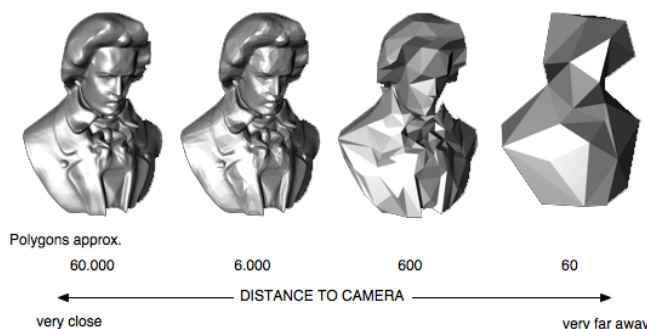 Polygons approx.
60.000 6.000 600 60
DISTANCE TO CAMERA
very close very far away